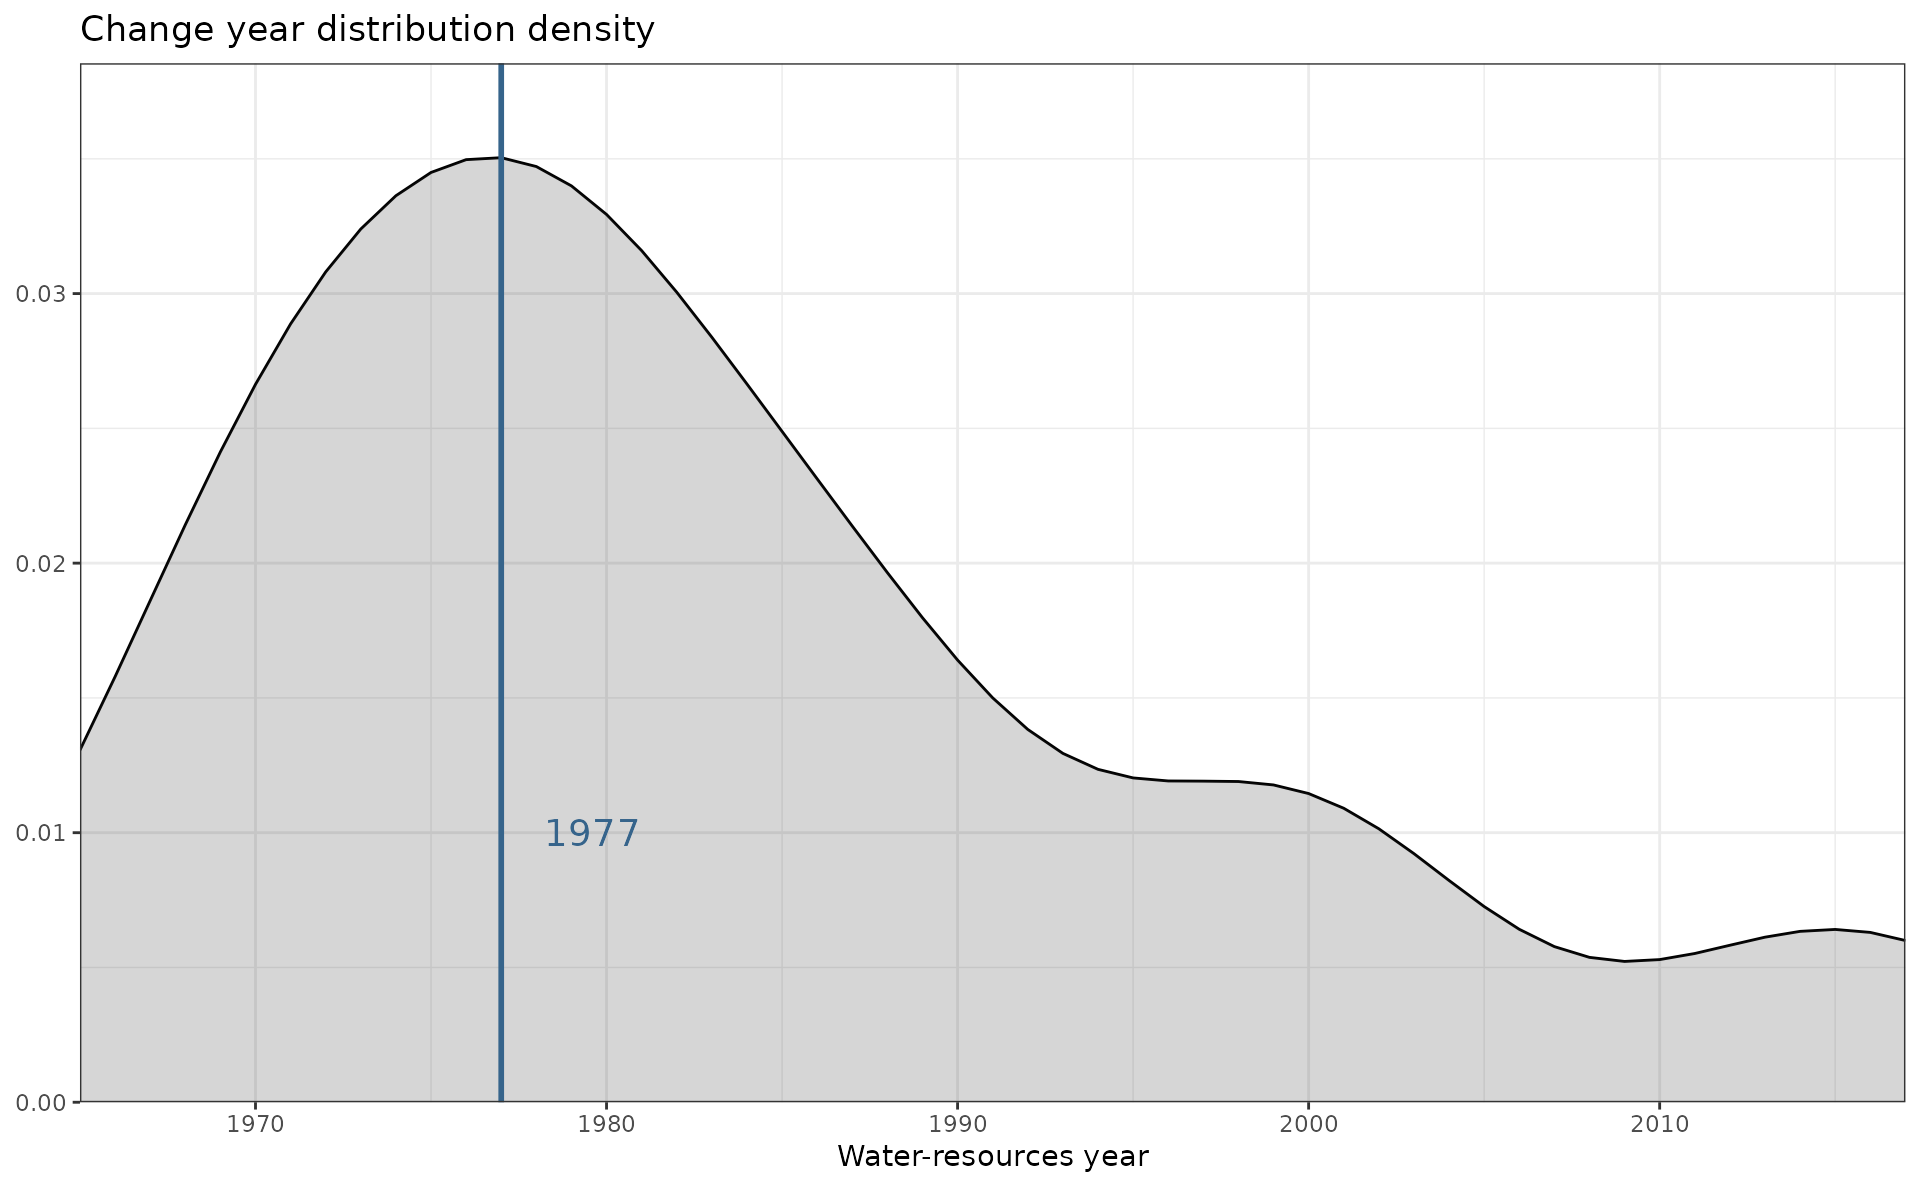 Change year distribution density
0.03
0.02
0.01
0.00
1977
1970 1980 1990 2000 2010
Water-resources year